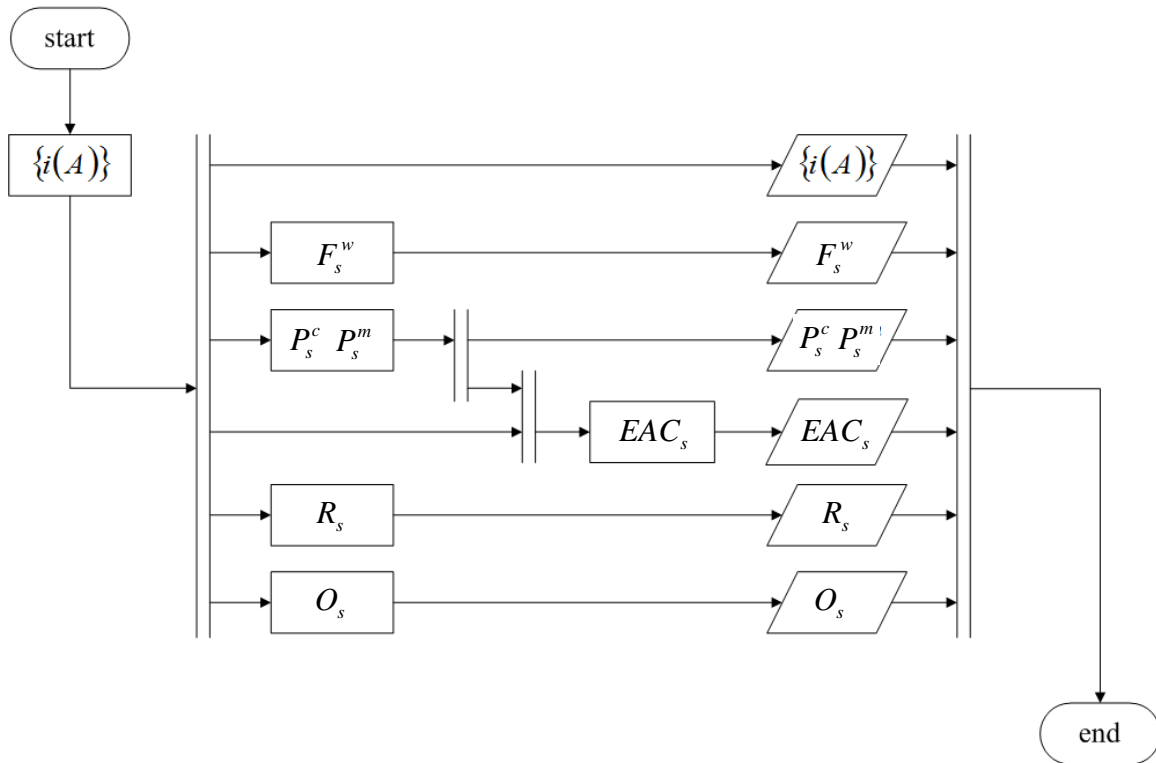 start
{i(A)}
{i(A)}
F_s^w
F_s^w
P_s^c P_s^m
P_s^c P_s^m
EAC_s
EAC_s
R_s
R_s
O_s
O_s
end